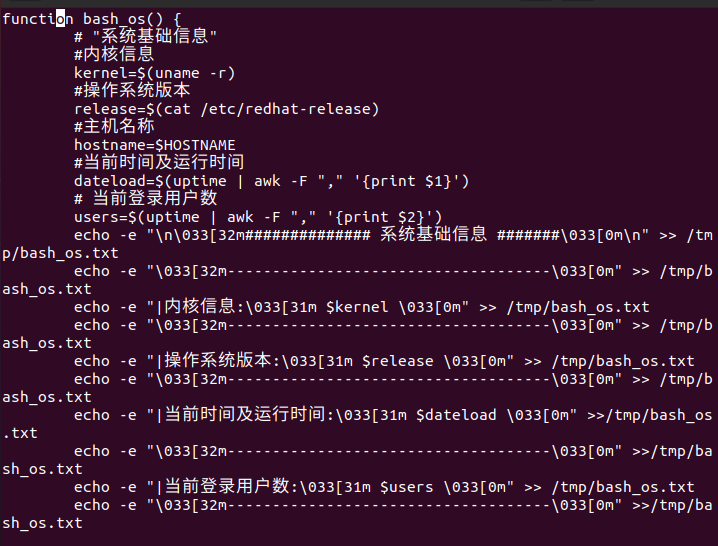 function bash_os() {
        # "系统基础信息"
        #内核信息
        kernel=$(uname -r)
        #操作系统版本
        release=$(cat /etc/redhat-release)
        #主机名称
        hostname=$HOSTNAME
        #当前时间及运行时间
        dateload=$(uptime | awk -F "," '{print $1}')
        # 当前登录用户数
        users=$(uptime | awk -F "," '{print $2}')
        echo -e "\n\033[32m############## 系统基础信息 #######\033[0m\n" >> /tm
p/bash_os.txt
        echo -e "\033[32m------------------------------------\033[0m" >> /tmp/b
ash_os.txt
        echo -e "|内核信息:\033[31m $kernel \033[0m" >> /tmp/bash_os.txt
        echo -e "\033[32m------------------------------------\033[0m" >> /tmp/b
ash_os.txt
        echo -e "|操作系统版本:\033[31m $release \033[0m" >> /tmp/bash_os.txt
        echo -e "\033[32m------------------------------------\033[0m" >> /tmp/b
ash_os.txt
        echo -e "|当前时间及运行时间:\033[31m $dateload \033[0m" >>/tmp/bash_os
.txt
        echo -e "\033[32m------------------------------------\033[0m" >>/tmp/ba
sh_os.txt
        echo -e "|当前登录用户数:\033[31m $users \033[0m" >> /tmp/bash_os.txt
        echo -e "\033[32m------------------------------------\033[0m" >>/tmp/ba
sh_os.txt